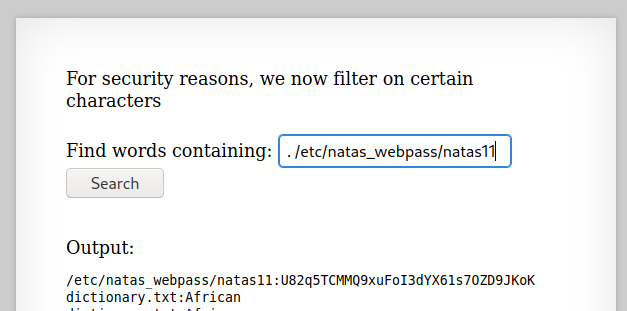 For security reasons, we now filter on certain
characters
Find words containing: . /etc/natas_webpass/natas11
Search
Output:
/etc/natas_webpass/natas11:U82q5TCMMQ9xuFoI3dYX61s7OZD9JKoK
dictionary.txt:African